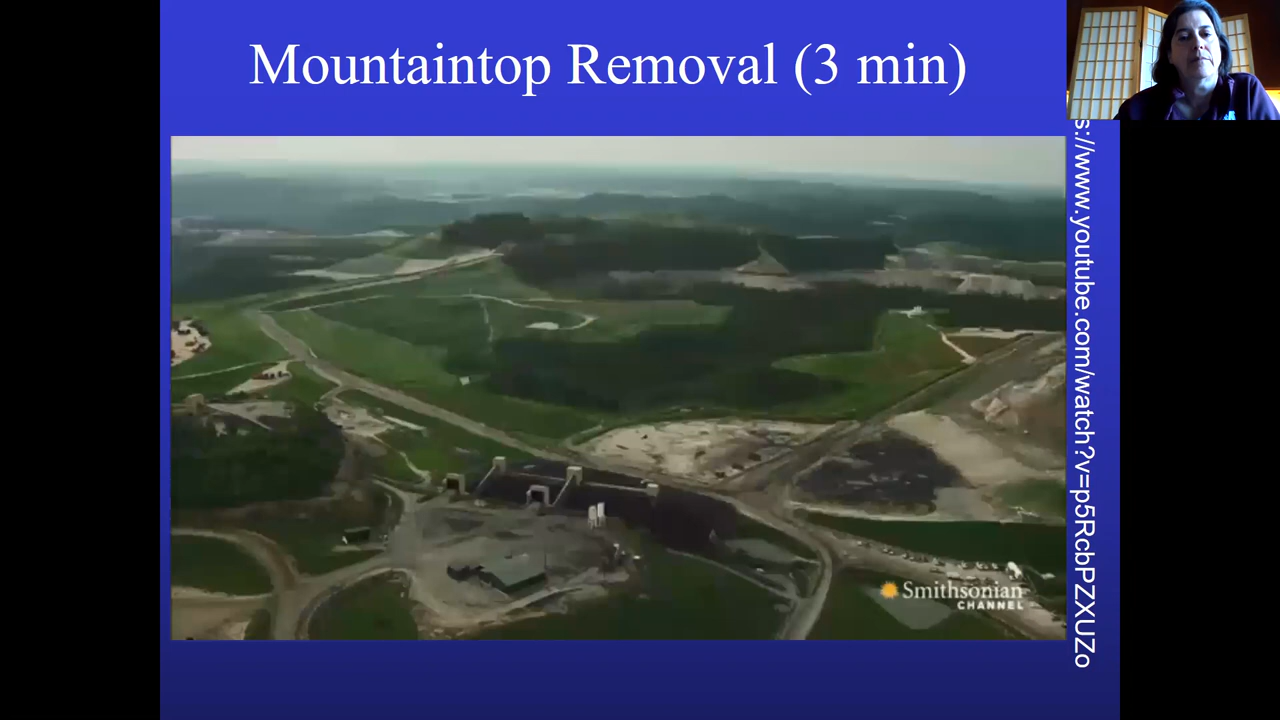 Mountaintop Removal (3 min)
s://www.youtube.com/watch?v=p5RcbPZXUZo
Smithsonian
CHANNEL